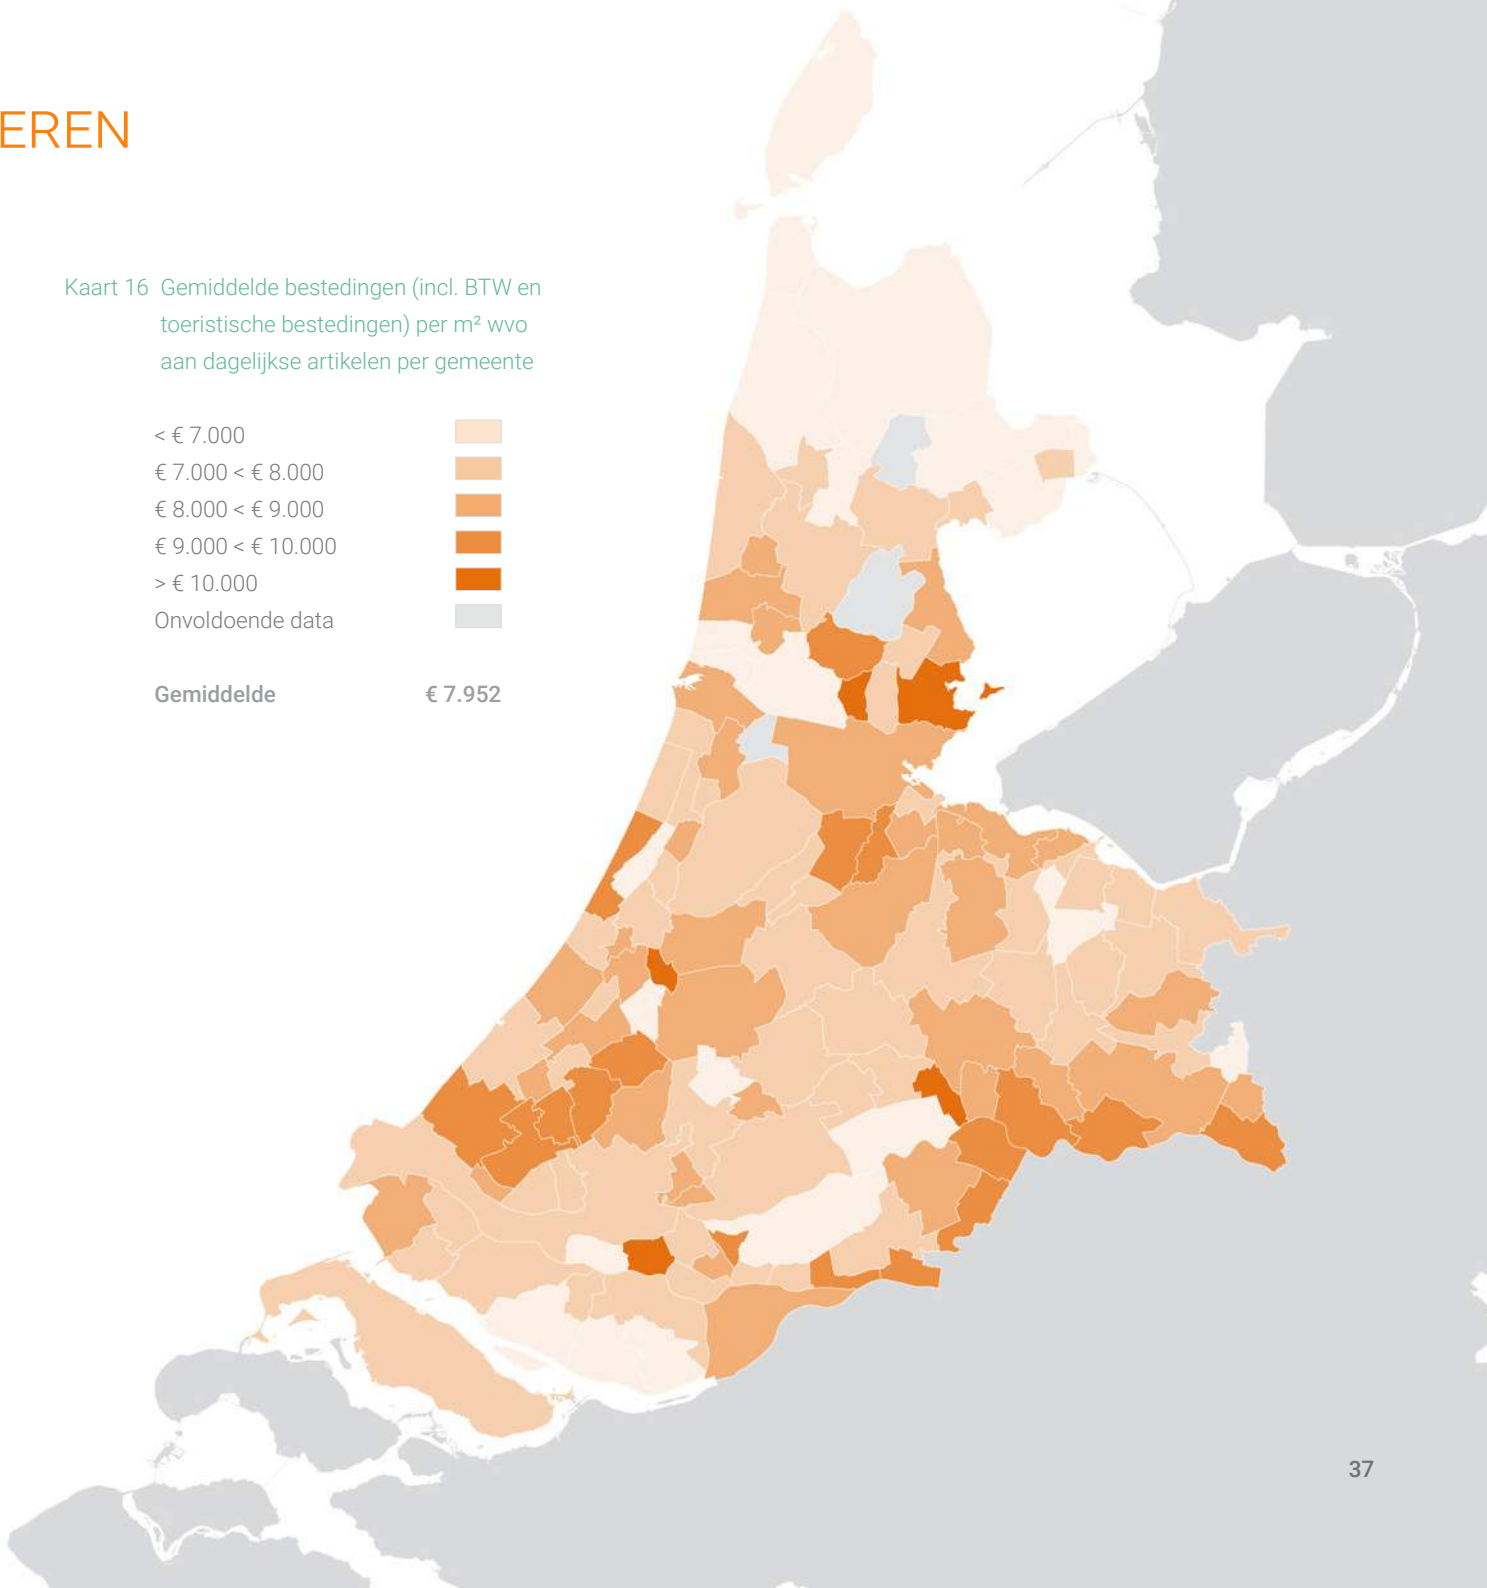 EREN
Kaart 16 Gemiddelde bestedingen (incl. BTW en
toeristische bestedingen) per m² wvo
aan dagelijkse artikelen per gemeente
< € 7.000
€ 7.000 < € 8.000
€ 8.000 < € 9.000
€ 9.000 < € 10.000
> € 10.000
Onvoldoende data
Gemiddelde € 7.952
37